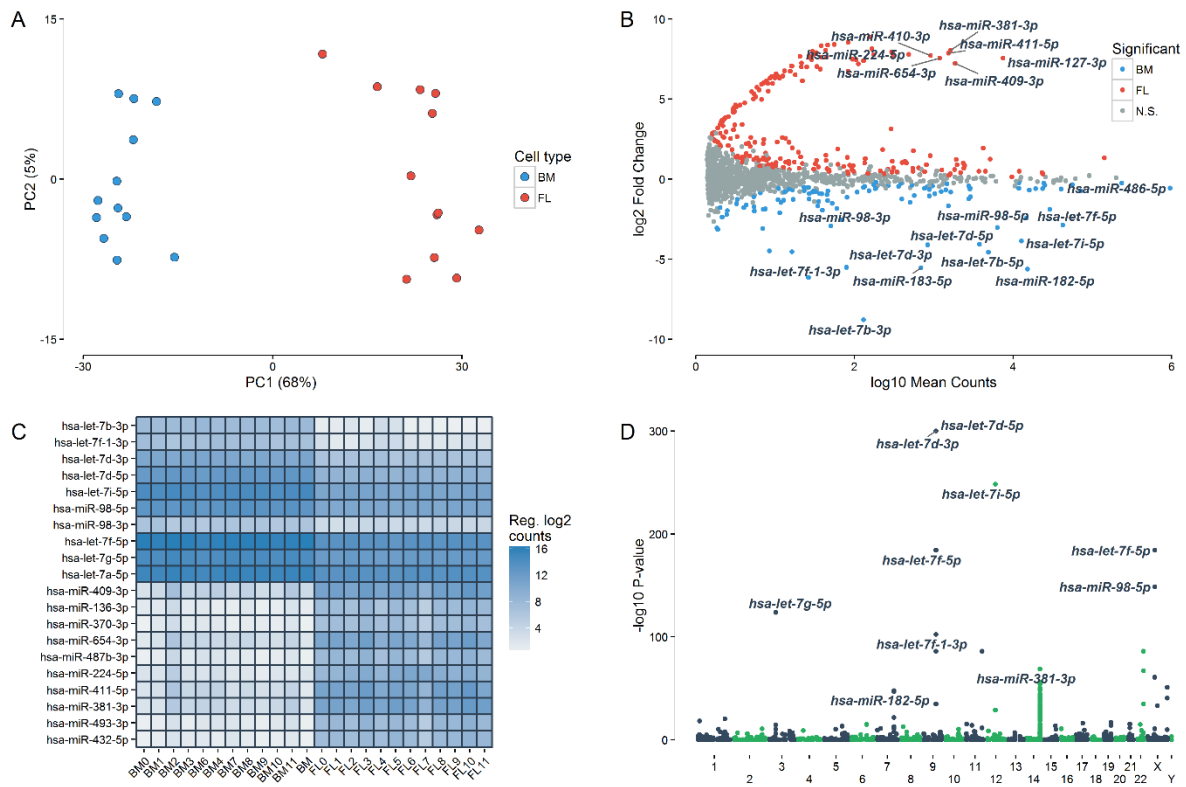 A
15
0
-15
PC2 (5%)
-30
0
30
PC1 (68%)
Cell type
BM
FL
B
10
5
0
-5
-10
log2 Fold Change
hsa-miR-381-3p
hsa-miR-410-3p
hsa-miR-411-5p
hsa-miR-224-5p
hsa-miR-127-3p
hsa-miR-654-3p
hsa-miR-409-3p
hsa-miR-486-5p
hsa-miR-98-3p
hsa-miR-98-5p
hsa-let-7f-5p
hsa-let-7d-5p
hsa-let-7i-5p
hsa-let-7d-3p
hsa-let-7b-5p
hsa-let-7f-1-3p
hsa-miR-183-5p
hsa-miR-182-5p
hsa-let-7b-3p
0
2
4
6
log10 Mean Counts
Significant
BM
FL
N.S.
C
hsa-let-7b-3p
hsa-let-7f-1-3p
hsa-let-7d-3p
hsa-let-7d-5p
hsa-let-7i-5p
hsa-miR-98-5p
hsa-miR-98-3p
hsa-let-7f-5p
hsa-let-7g-5p
hsa-let-7a-5p
hsa-miR-409-3p
hsa-miR-136-3p
hsa-miR-370-3p
hsa-miR-654-3p
hsa-miR-487b-3p
hsa-miR-224-5p
hsa-miR-411-5p
hsa-miR-381-3p
hsa-miR-493-3p
hsa-miR-432-5p
BM0 BM1 BM2 BM3 BM6 BM4 BM7 BM8 BM9 BM10 BM11 BM FL0 FL1 FL2 FL3 FL4 FL5 FL6 FL7 FL8 FL9 FL10 FL11
Reg. log2
counts
16
12
8
4
D
300
200
100
0
-log10 P-value
hsa-let-7d-5p
hsa-let-7d-3p
hsa-let-7i-5p
hsa-let-7f-5p
hsa-let-7f-5p
hsa-miR-98-5p
hsa-let-7g-5p
hsa-let-7f-1-3p
hsa-miR-381-3p
hsa-miR-182-5p
1 3 5 7 9 11 13 15 17 19 21 X
2 4 6 8 10 12 14 16 18 20 22 Y